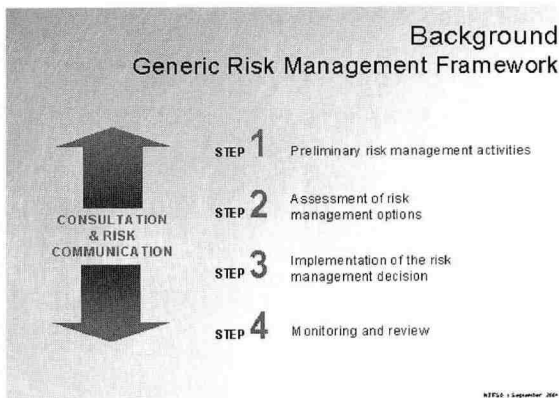 Background
Generic Risk Management Framework
STEP 1 Preliminary risk management activities
STEP 2 Assessment of risk
management options
CONSULTATION
& RISK
COMMUNICATION
STEP 3 Implementation of the risk
management decision
STEP 4 Monitoring and review
September